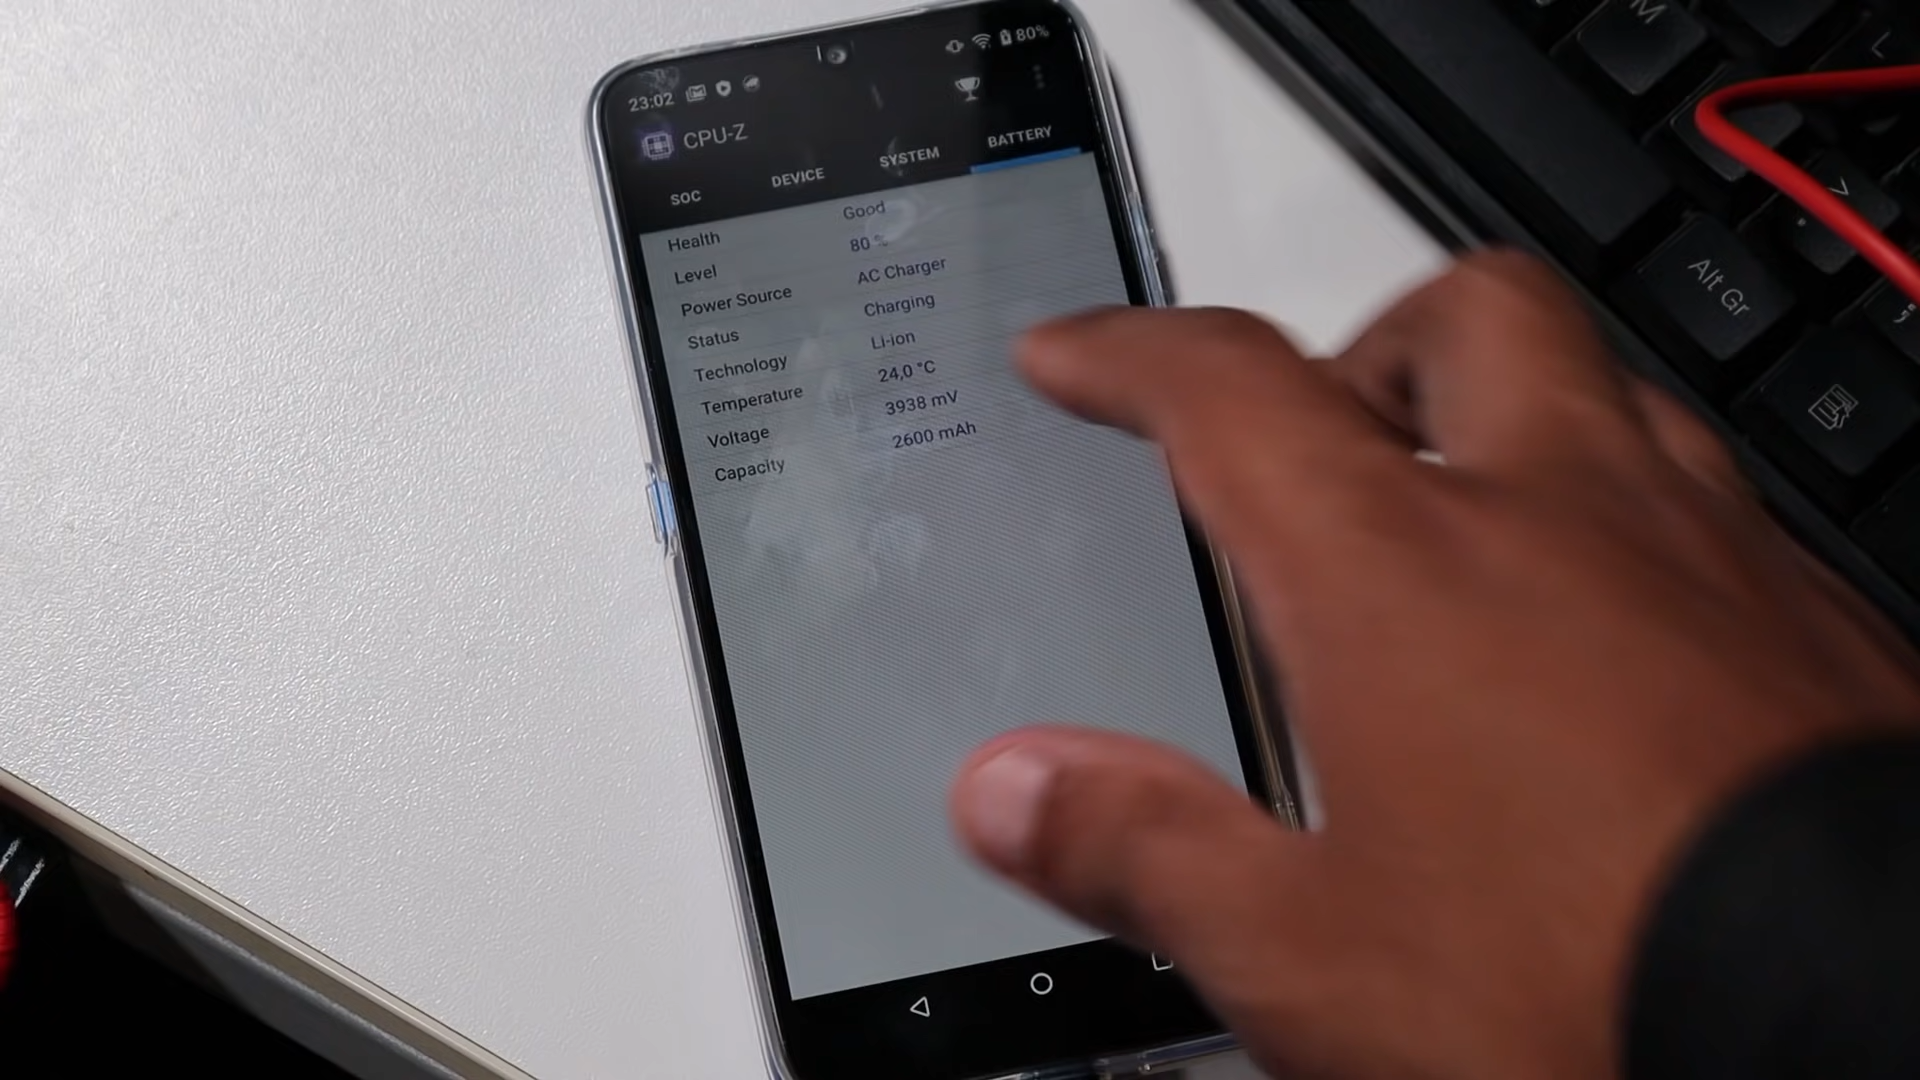 23:02 80%
CPU-Z
SOC DEVICE SYSTEM BATTERY
Health Good
Level 80 %
Power Source AC Charger
Status Charging
Technology Li-ion
Temperature 24,0 °C
Voltage 3938 mV
Capacity 2600 mAh
M
Alt Gr